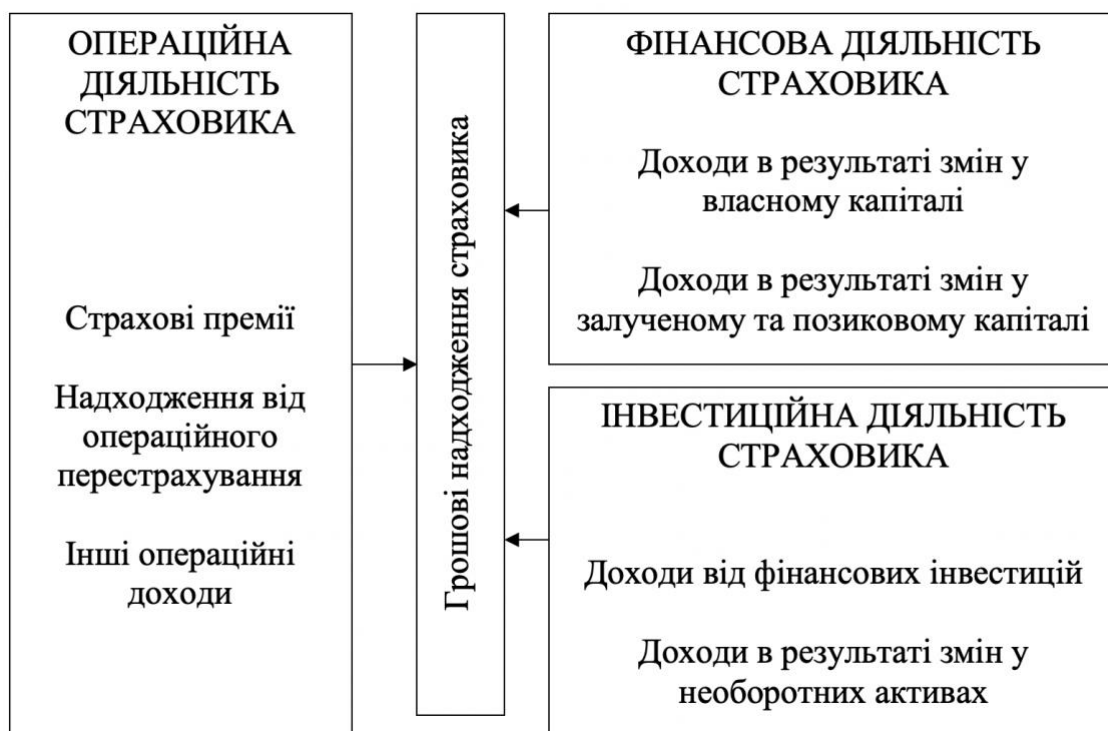 ОПЕРАЦІЙНА
ДІЯЛЬНІСТЬ
СТРАХОВИКА
Страхові премії
Надходження від
операційного
перестрахування
Інші операційні
доходи
Грошові надходження страховика
ФІНАНСОВА ДІЯЛЬНІСТЬ
СТРАХОВИКА
Доходи в результаті змін у
власному капіталі
Доходи в результаті змін у
залученому та позиковому капіталі
ІНВЕСТИЦІЙНА ДІЯЛЬНІСТЬ
СТРАХОВИКА
Доходи від фінансових інвестицій
Доходи в результаті змін у
необоротних активах